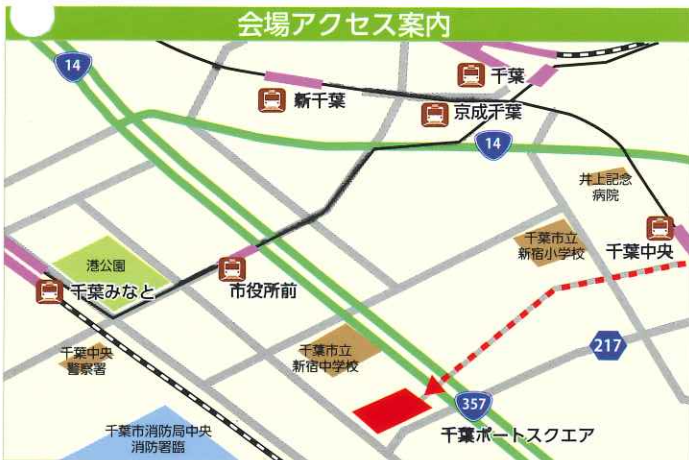 会場アクセス案内
14
千葉
新千葉
京成千葉
14
井上記念
病院
千葉市立
新宿小学校
千葉中央
港公園
千葉みなと
市役所前
217
千葉中央
警察署
千葉市立
新宿中学校
357
千葉ポートスクエア
千葉市消防局中央
消防署臨